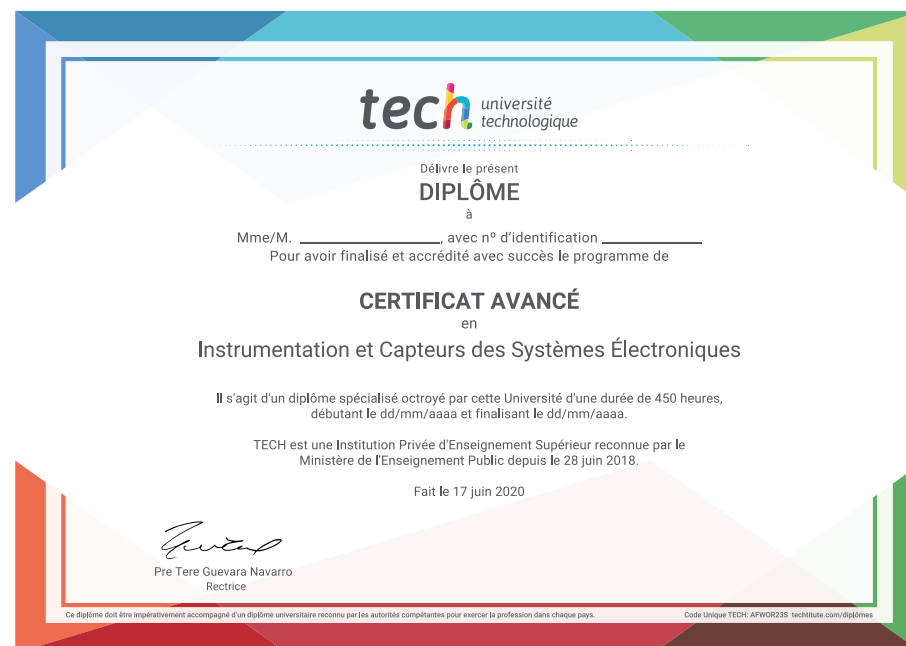 tech université
technologique
Délivre le présent
DIPLÔME
à
Mme/M. ____________________, avec nº d'identification ______________
Pour avoir finalisé et accrédité avec succès le programme de
CERTIFICAT AVANCÉ
en
Instrumentation et Capteurs des Systèmes Électroniques
Il s'agit d'un diplôme spécialisé octroyé par cette Université d'une durée de 450 heures,
débutant le dd/mm/aaaa et finalisant le dd/mm/aaaa.
TECH est une Institution Privée d'Enseignement Supérieur reconnue par le
Ministère de l'Enseignement Public depuis le 28 juin 2018.
Fait le 17 juin 2020
Pre Tere Guevara Navarro
Rectrice
Ce diplôme doit être impérativement accompagné d'un diplôme universitaire reconnu par les autorités compétentes pour exercer la profession dans chaque pays.
Code Unique TECH: AFWOR23S techtitute.com/diplômes